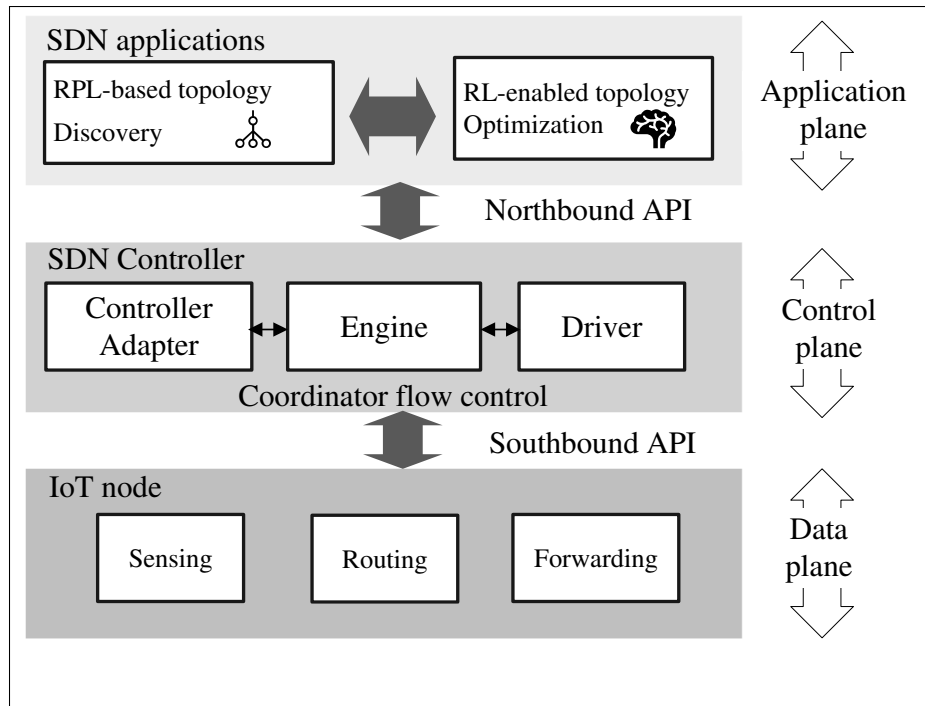 SDN applications
RPL-based topology
Discovery
RL-enabled topology
Optimization
Application
plane
Northbound API
SDN Controller
Controller
Adapter
Engine
Driver
Coordinator flow control
Control
plane
Southbound API
IoT node
Sensing
Routing
Forwarding
Data
plane